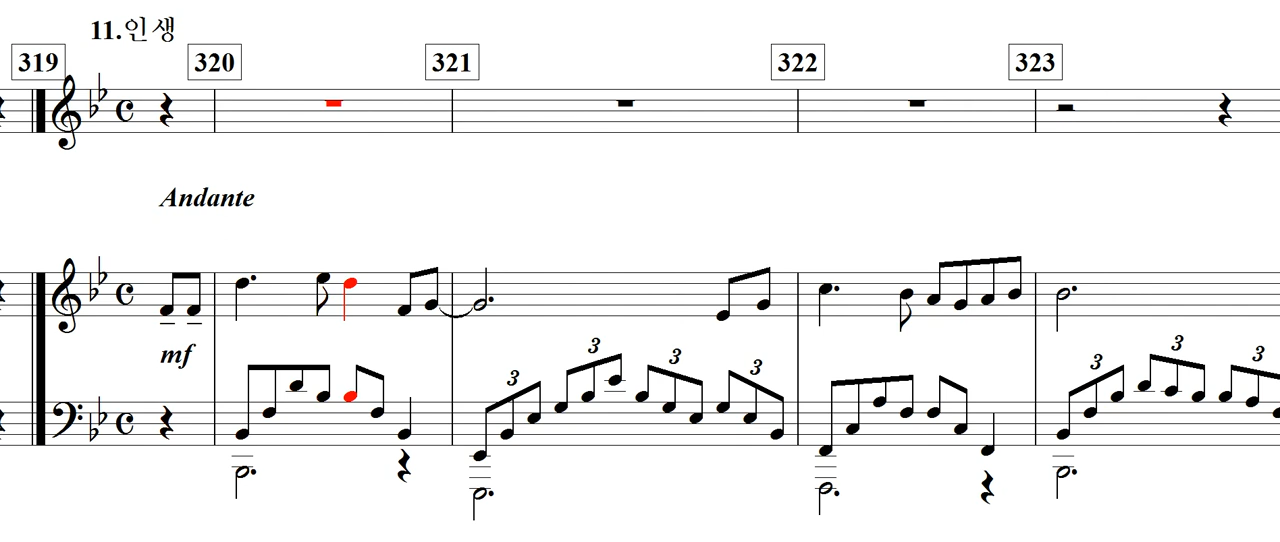 11.인생
319 320 321 322 323
Andante
mf
3 3 3 3 3 3 3